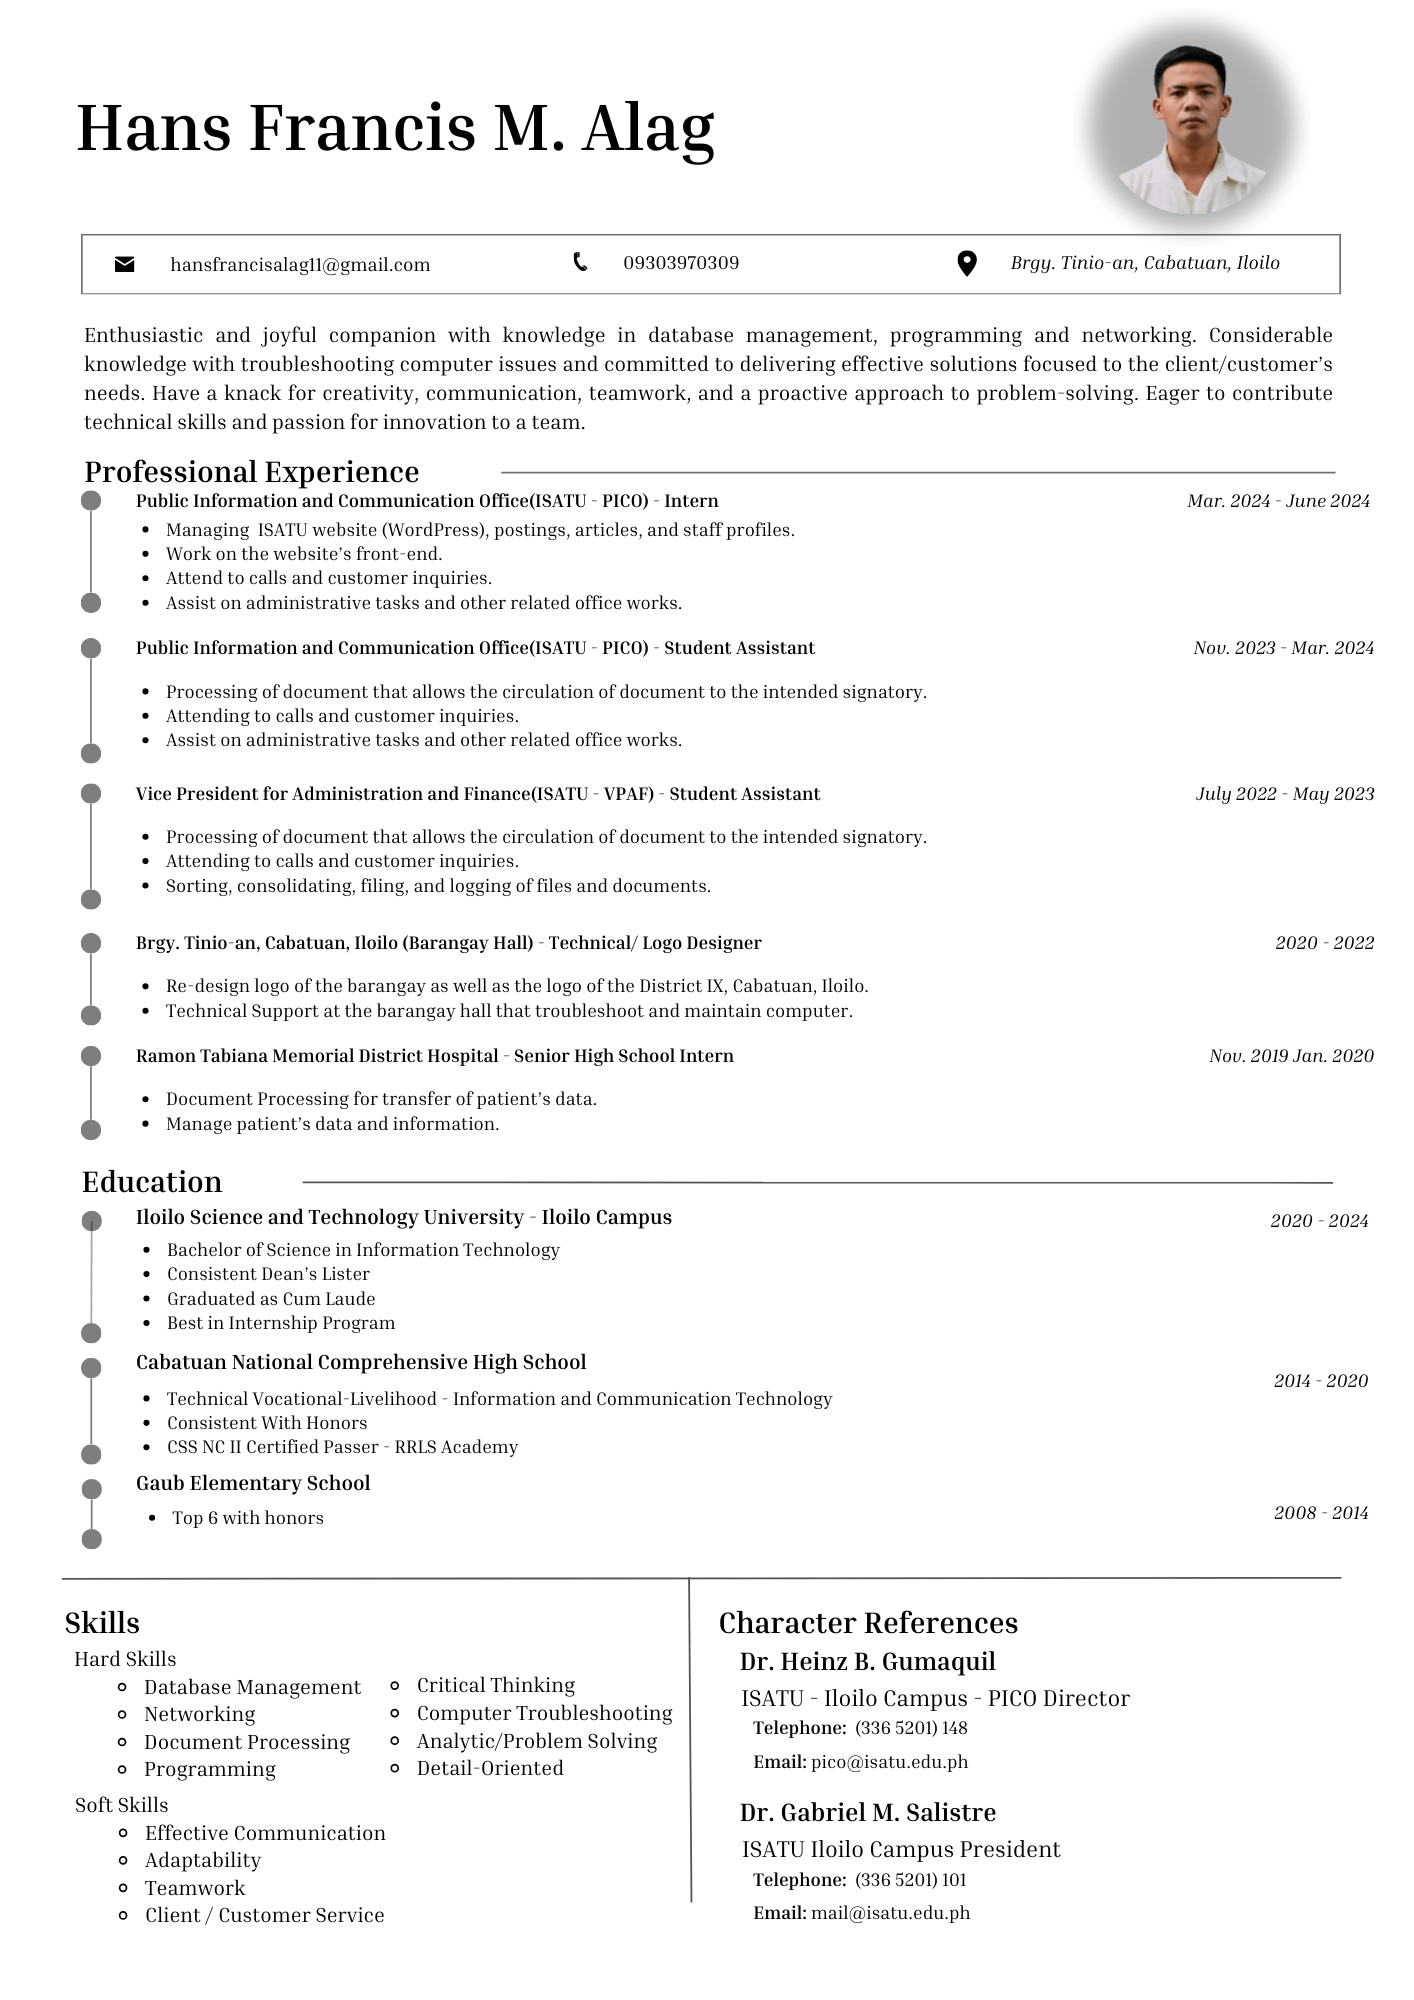 Hans Francis M. Alag
hansfrancisalag11@gmail.com
09303970309
Brgy. Tinio-an, Cabatuan, Iloilo
Enthusiastic and joyful companion with knowledge in database management, programming and networking. Considerable
knowledge with troubleshooting computer issues and committed to delivering effective solutions focused to the client/customer's
needs. Have a knack for creativity, communication, teamwork, and a proactive approach to problem-solving. Eager to contribute
technical skills and passion for innovation to a team.
Professional Experience
Public Information and Communication Office(ISATU - PICO) - Intern
Mar. 2024 - June 2024
• Managing  ISATU website (WordPress), postings, articles, and staff profiles.
• Work on the website's front-end.
• Attend to calls and customer inquiries.
• Assist on administrative tasks and other related office works.
Public Information and Communication Office(ISATU - PICO) - Student Assistant
Nov. 2023 - Mar. 2024
• Processing of document that allows the circulation of document to the intended signatory.
• Attending to calls and customer inquiries.
• Assist on administrative tasks and other related office works.
Vice President for Administration and Finance(ISATU - VPAF) - Student Assistant
July 2022 - May 2023
• Processing of document that allows the circulation of document to the intended signatory.
• Attending to calls and customer inquiries.
• Sorting, consolidating, filing, and logging of files and documents.
Brgy. Tinio-an, Cabatuan, Iloilo (Barangay Hall) - Technical/ Logo Designer
2020 - 2022
• Re-design logo of the barangay as well as the logo of the District IX, Cabatuan, Iloilo.
• Technical Support at the barangay hall that troubleshoot and maintain computer.
Ramon Tabiana Memorial District Hospital - Senior High School Intern
Nov. 2019 Jan. 2020
• Document Processing for transfer of patient's data.
• Manage patient's data and information.
Education
Iloilo Science and Technology University - Iloilo Campus
2020 - 2024
• Bachelor of Science in Information Technology
• Consistent Dean's Lister
• Graduated as Cum Laude
• Best in Internship Program
Cabatuan National Comprehensive High School
2014 - 2020
• Technical Vocational-Livelihood - Information and Communication Technology
• Consistent With Honors
• CSS NC II Certified Passer - RRLS Academy
Gaub Elementary School
2008 - 2014
• Top 6 with honors
Skills
Hard Skills
Database Management
Networking
Document Processing
Programming
Critical Thinking
Computer Troubleshooting
Analytic/Problem Solving
Detail-Oriented
Soft Skills
Effective Communication
Adaptability
Teamwork
Client / Customer Service
Character References
Dr. Heinz B. Gumaquil
ISATU - Iloilo Campus - PICO Director
Telephone:  (336 5201) 148
Email: pico@isatu.edu.ph
Dr. Gabriel M. Salistre
ISATU Iloilo Campus President
Telephone:  (336 5201) 101
Email: mail@isatu.edu.ph